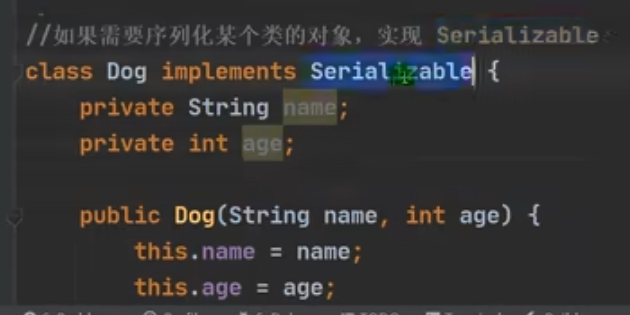 //如果需要序列化某个类的对象，实现 Serializable
class Dog implements Serializable {
private String name;
private int age;
public Dog(String name, int age) {
this.name = name;
this.age = age;